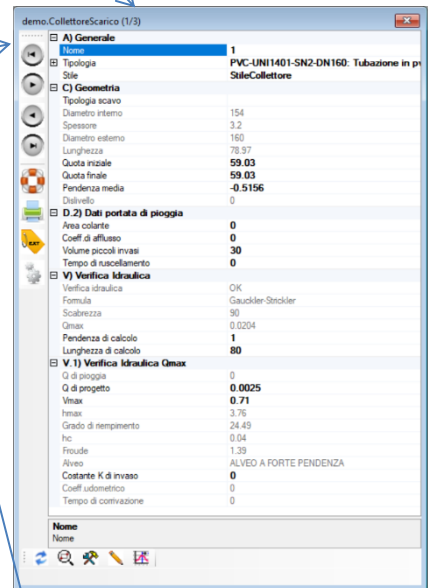 demo.CollettoreScarico (1/3)
A) Generale
Nome 1
Tipologia PVC-UNI1401-SN2-DN160: Tubazione in p
Stile StileCollettore
C) Geometria
Tipologia scavo
Diametro interno 154
Spessore 3.2
Diametro esterno 160
Lunghezza 78.97
Quota iniziale 59.03
Quota finale 59.03
Pendenza media -0.5156
Dislivello 0
D.2) Dati portata di pioggia
Area colante 0
Coeff.di afflusso 0
Volume piccoli invasi 30
Tempo di ruscellamento 0
V) Verifica Idraulica
Verifica idraulica OK
Formula Gauckler-Strickler
Scabrezza 90
Qmax 0.0204
Pendenza di calcolo 1
Lunghezza di calcolo 80
V.1) Verifica Idraulica Qmax
Q di pioggia 0
Q di progetto 0.0025
Vmax 0.71
hmax 3.76
Grado di riempimento 24.49
hc 0.04
Froude 1.39
Alveo ALVEO A FORTE PENDENZA
Costante K di invaso 0
Coeff udometrico 0
Tempo di corrivazione 0
Nome
Nome